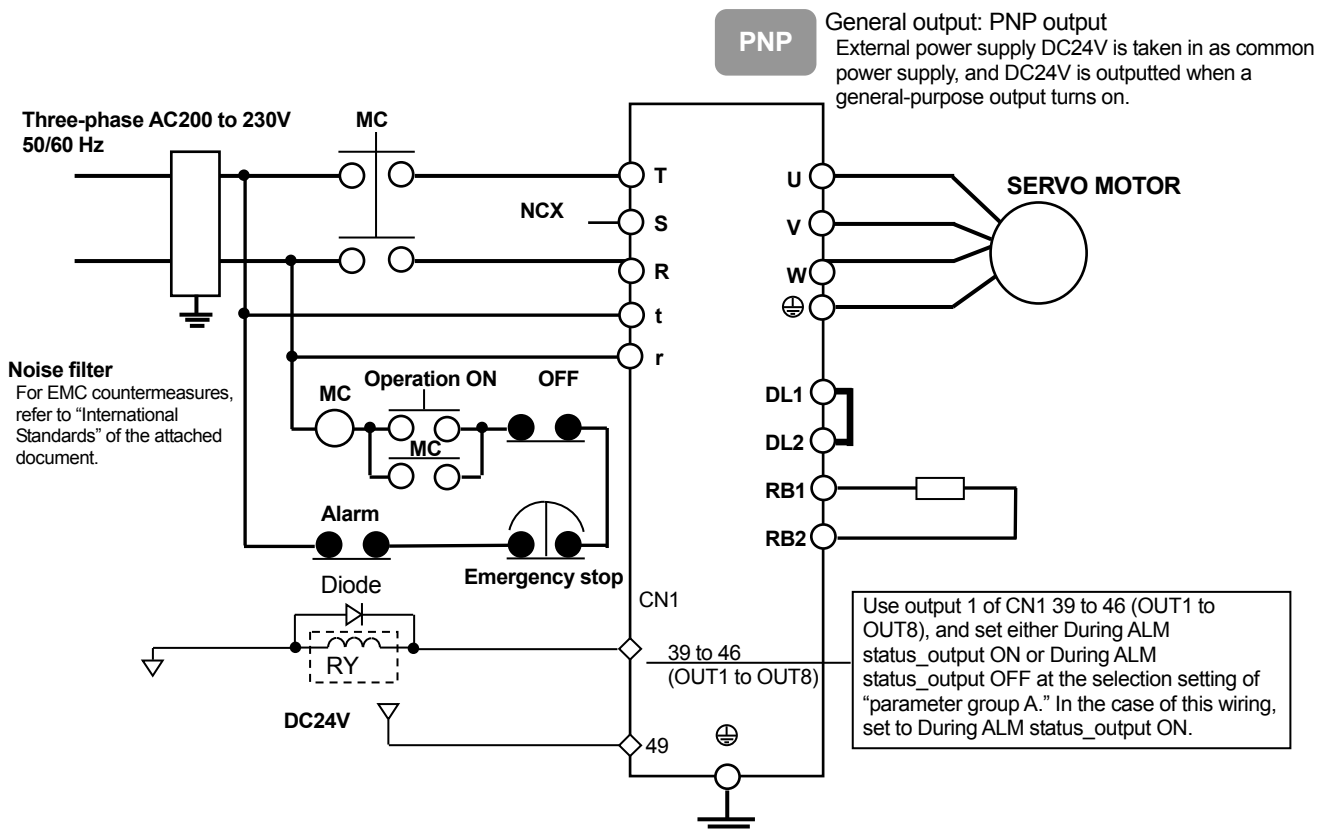 PNP
General output: PNP output
External power supply DC24V is taken in as common
power supply, and DC24V is outputted when a
general-purpose output turns on.
Three-phase AC200 to 230V
50/60 Hz
MC
T
NCX
S
R
t
r
U
V
W
SERVO MOTOR
Noise filter
For EMC countermeasures,
refer to “International
Standards” of the attached
document.
MC
Operation ON
OFF
MC
Alarm
Emergency stop
DL1
DL2
RB1
RB2
Diode
RY
DC24V
CN1
39 to 46
(OUT1 to OUT8)
49
Use output 1 of CN1 39 to 46 (OUT1 to
OUT8), and set either During ALM
status_output ON or During ALM
status_output OFF at the selection setting of
“parameter group A.” In the case of this wiring,
set to During ALM status_output ON.